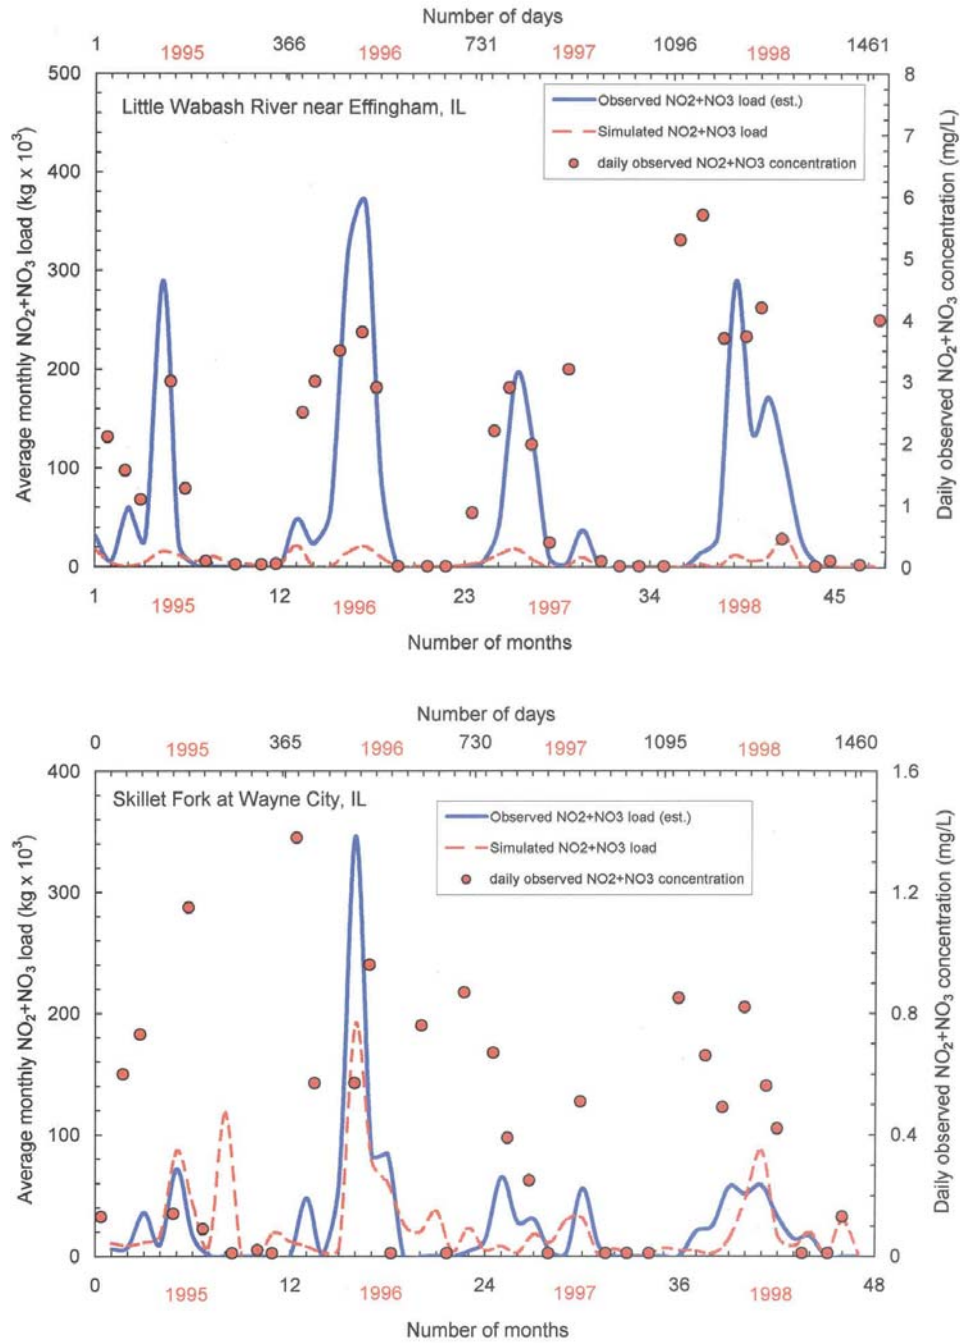 Number of days
1 366 731 1096 1461
1995 1996 1997 1998
500 8
Little Wabash River near Effingham, IL
Observed NO2+NO3 load (est.)
Simulated NO2+NO3 load
daily observed NO2+NO3 concentration
7
400
6
300 5
4
200 3
2
100
1
0 0
Average monthly NO₂+NO₃ load (kg x 10³)
Daily observed NO₂+NO₃ concentration (mg/L)
1 12 23 34 45
1995 1996 1997 1998
Number of months
Number of days
0 365 730 1095 1460
1995 1996 1997 1998
400 1.6
Skillet Fork at Wayne City, IL
Observed NO2+NO3 load (est.)
Simulated NO2+NO3 load
daily observed NO2+NO3 concentration
300 1.2
200 0.8
100 0.4
0 0
Average monthly NO₂+NO₃ load (kg x 10³)
Daily observed NO₂+NO₃ concentration (mg/L)
0 12 24 36 48
1995 1996 1997 1998
Number of months